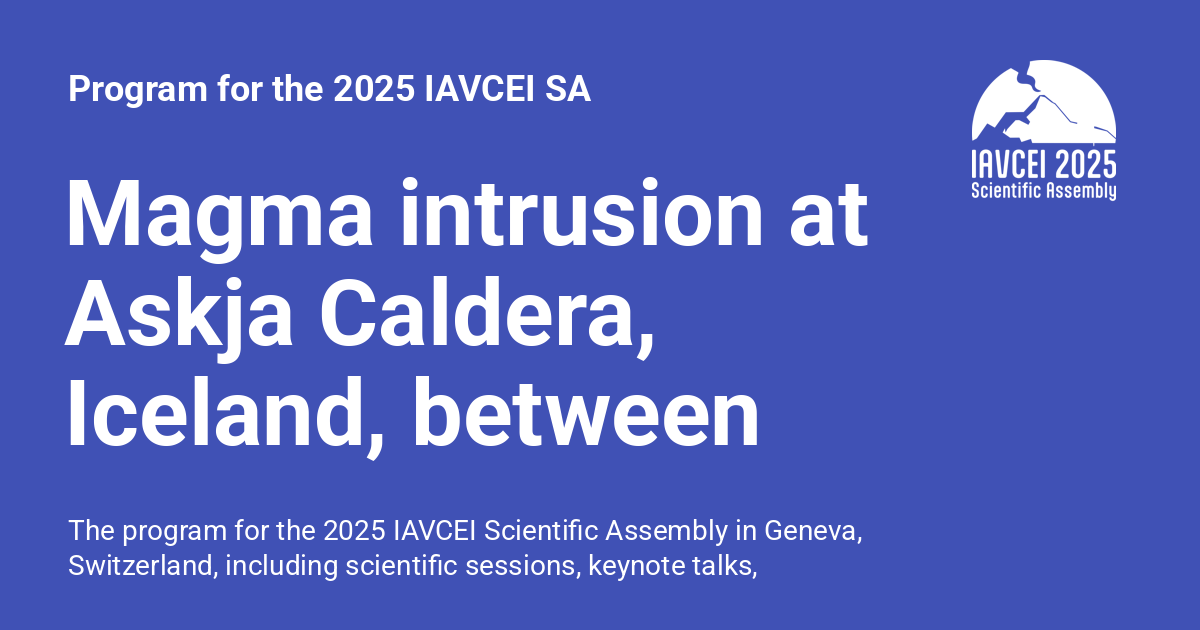 Program for the 2025 IAVCEI SA
IAVCEI 2025
Scientific Assembly
Magma intrusion at
Askja Caldera,
Iceland, between
The program for the 2025 IAVCEI Scientific Assembly in Geneva,
Switzerland, including scientific sessions, keynote talks,